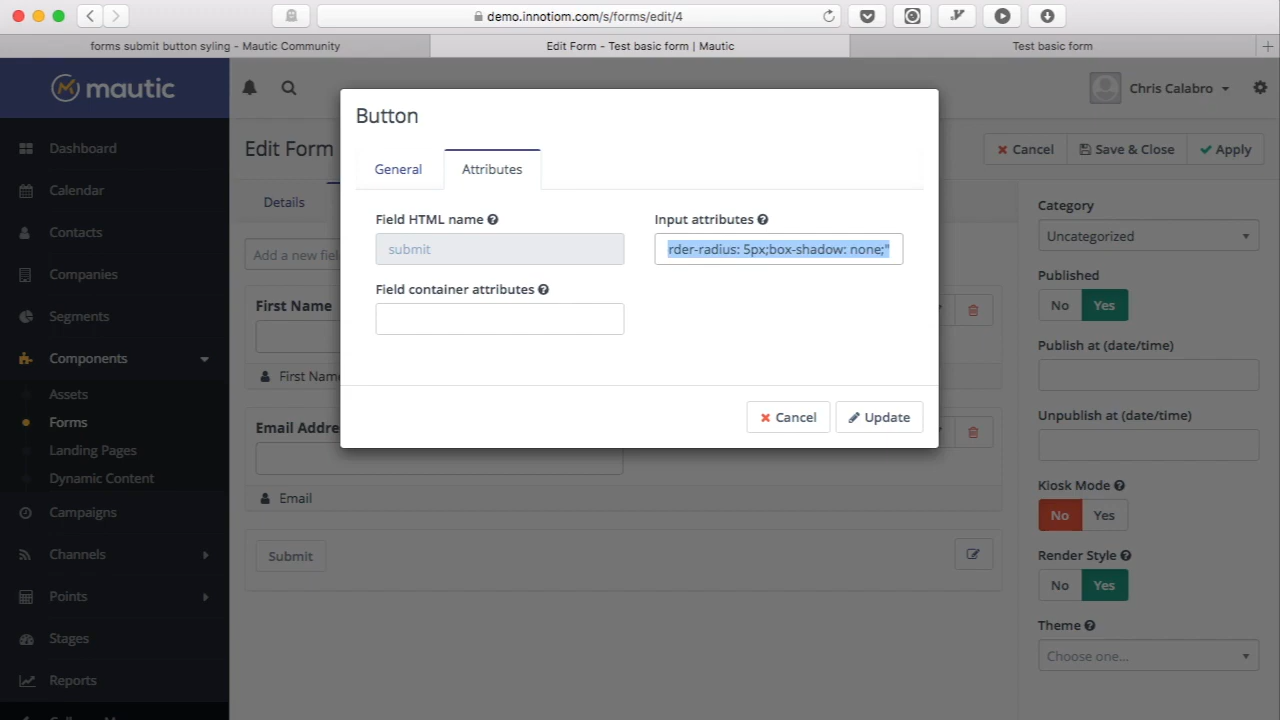 demo.innotiom.com/s/forms/edit/4
forms submit button syling - Mautic Community
Edit Form - Test basic form | Mautic
Test basic form
mautic
Chris Calabro
Dashboard
Calendar
Contacts
Companies
Segments
Components
Assets
Forms
Landing Pages
Dynamic Content
Campaigns
Channels
Points
Stages
Reports
Edit Form
Cancel
Save & Close
Apply
Details
Add a new fiel
First Name
First Name
Email Addre
Email
Submit
Button
General
Attributes
Field HTML name
submit
Input attributes
rder-radius: 5px;box-shadow: none;"
Field container attributes
Cancel
Update
Category
Uncategorized
Published
No Yes
Publish at (date/time)
Unpublish at (date/time)
Kiosk Mode
No Yes
Render Style
No Yes
Theme
Choose one...